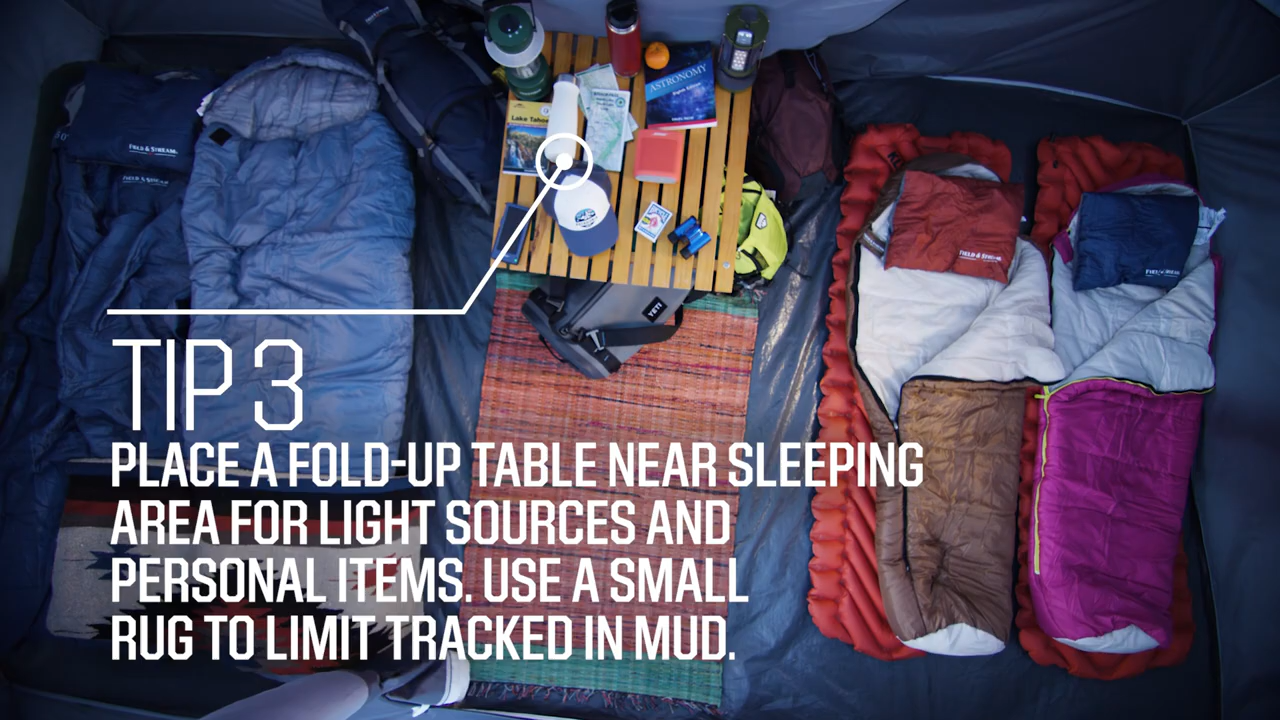 ASTRONOMY
Lake Tahoe
FIELD & STREAM
FIELD & STREAM
FIELD & STREAM
FIELD & STREAM
YETI
TIP 3
PLACE A FOLD-UP TABLE NEAR SLEEPING
AREA FOR LIGHT SOURCES AND
PERSONAL ITEMS. USE A SMALL
RUG TO LIMIT TRACKED IN MUD.